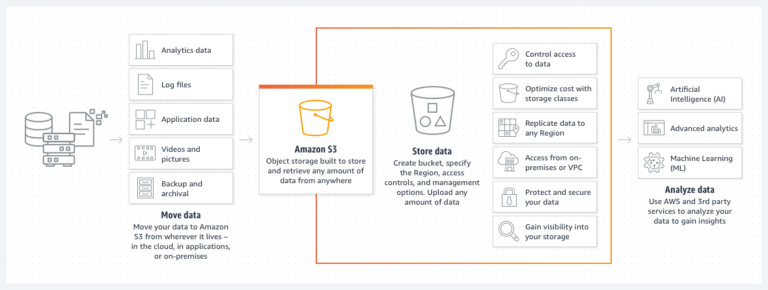 Analytics data
Log files
Application data
Videos and
pictures
Backup and
archival
Move data
Move your data to Amazon
S3 from wherever it lives –
in the cloud, in applications,
or on-premises
Amazon S3
Object storage built to store
and retrieve any amount of
data from anywhere
Store data
Create bucket, specify
the Region, access
controls, and management
options. Upload any
amount of data
Control access
to data
Optimize cost with
storage classes
Replicate data to
any Region
Access from on-
premises or VPC
Protect and secure
your data
Gain visibility into
your storage
Artificial
Intelligence (AI)
Advanced analytics
Machine Learning
(ML)
Analyze data
Use AWS and 3rd party
services to analyze your
data to gain insights